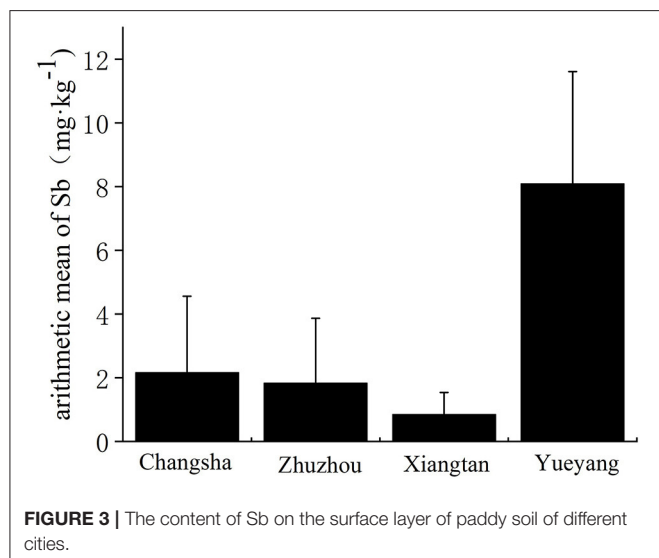 12
10
8
6
4
2
0
arithmetic mean of Sb（mg·kg⁻¹)
Changsha Zhuzhou Xiangtan Yueyang
FIGURE 3 | The content of Sb on the surface layer of paddy soil of different
cities.